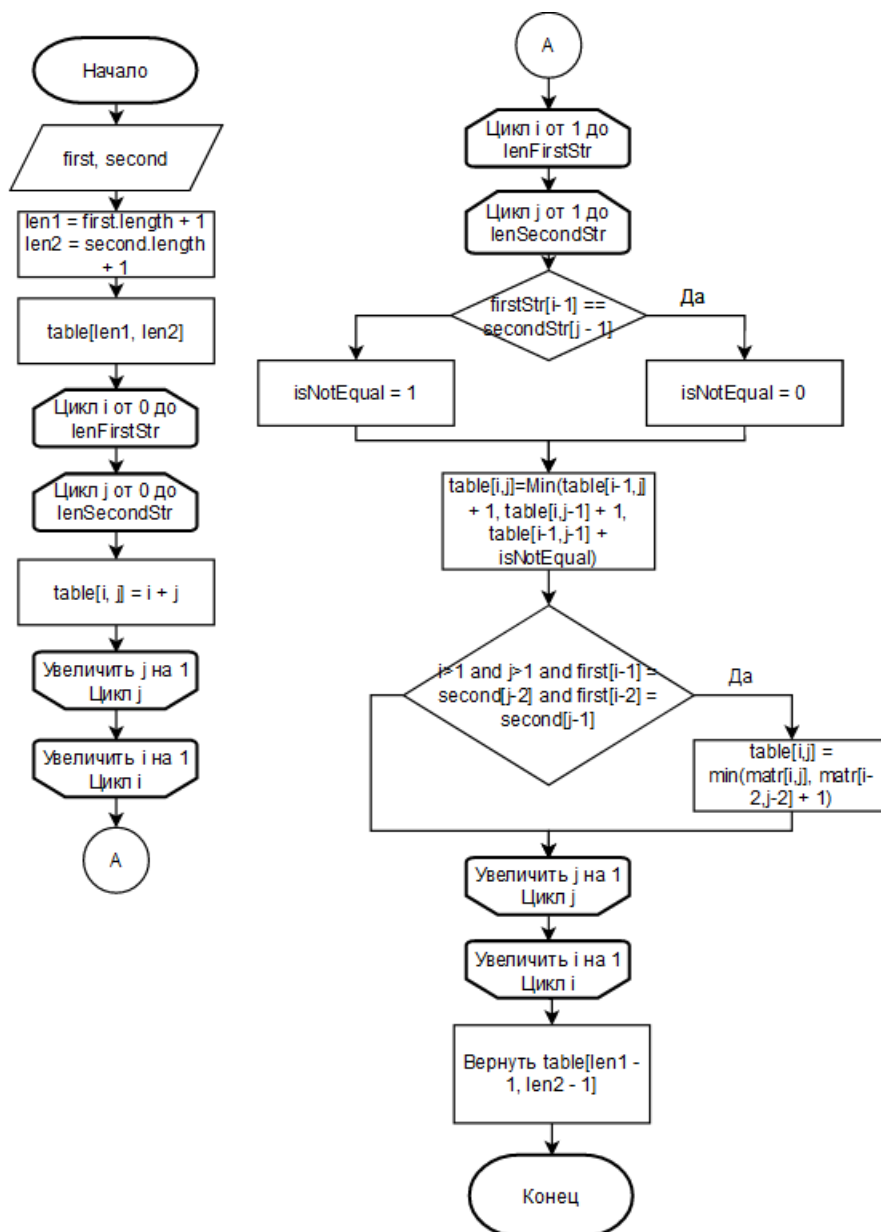 Начало
first, second
len1 = first.length + 1
len2 = second.length
+ 1
table[len1, len2]
Цикл i от 0 до
lenFirstStr
Цикл j от 0 до
lenSecondStr
table[i, j] = i + j
Увеличить j на 1
Цикл j
Увеличить i на 1
Цикл i
A
A
Цикл i от 1 до
lenFirstStr
Цикл j от 1 до
lenSecondStr
firstStr[i-1] ==
secondStr[j - 1]
Да
isNotEqual = 1
isNotEqual = 0
table[i,j]=Min(table[i-1,j]
+ 1, table[i,j-1] + 1,
table[i-1,j-1] +
isNotEqual)
i>1 and j>1 and first[i-1] =
second[j-2] and first[i-2] =
second[j-1]
Да
table[i,j] =
min(matr[i,j], matr[i-
2,j-2] + 1)
Увеличить j на 1
Цикл j
Увеличить i на 1
Цикл i
Вернуть table[len1 -
1, len2 - 1]
Конец